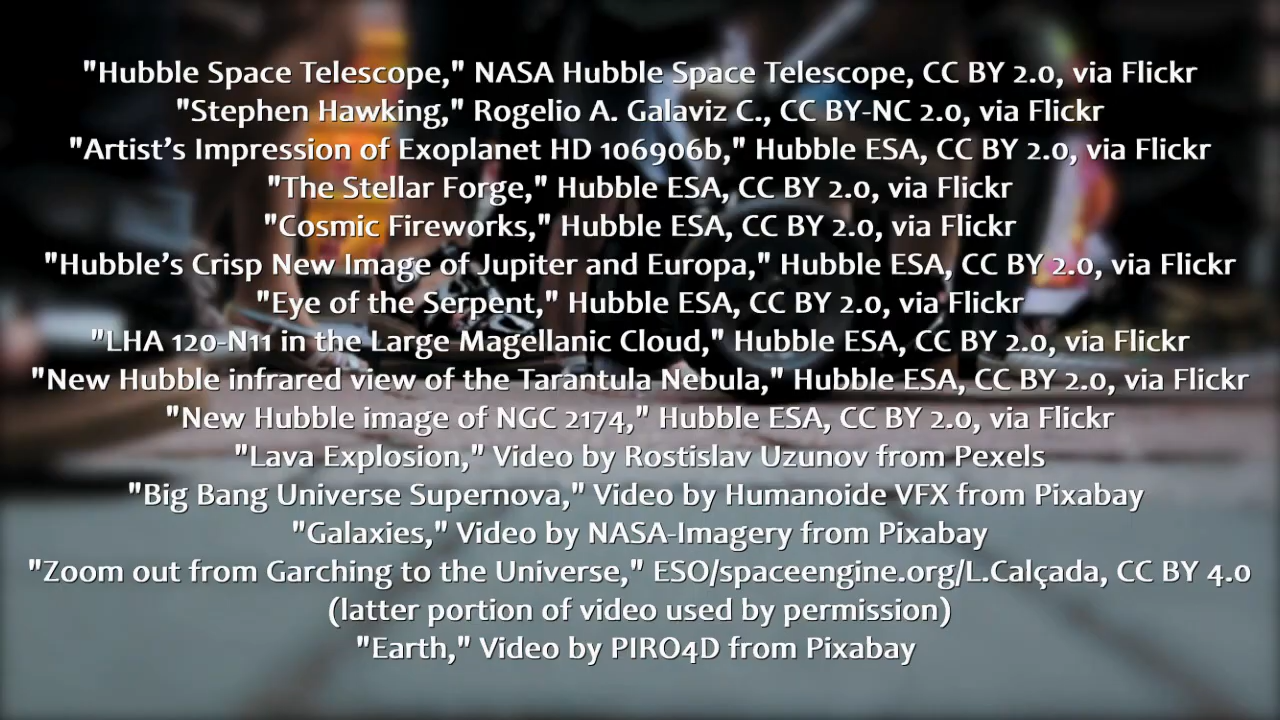 "Hubble Space Telescope," NASA Hubble Space Telescope, CC BY 2.0, via Flickr
"Stephen Hawking," Rogelio A. Galaviz C., CC BY-NC 2.0, via Flickr
"Artist’s Impression of Exoplanet HD 106906b," Hubble ESA, CC BY 2.0, via Flickr
"The Stellar Forge," Hubble ESA, CC BY 2.0, via Flickr
"Cosmic Fireworks," Hubble ESA, CC BY 2.0, via Flickr
"Hubble’s Crisp New Image of Jupiter and Europa," Hubble ESA, CC BY 2.0, via Flickr
"Eye of the Serpent," Hubble ESA, CC BY 2.0, via Flickr
"LHA 120-N11 in the Large Magellanic Cloud," Hubble ESA, CC BY 2.0, via Flickr
"New Hubble infrared view of the Tarantula Nebula," Hubble ESA, CC BY 2.0, via Flickr
"New Hubble image of NGC 2174," Hubble ESA, CC BY 2.0, via Flickr
"Lava Explosion," Video by Rostislav Uzunov from Pexels
"Big Bang Universe Supernova," Video by Humanoide VFX from Pixabay
"Galaxies," Video by NASA-Imagery from Pixabay
"Zoom out from Garching to the Universe," ESO/spaceengine.org/L.Calçada, CC BY 4.0
(latter portion of video used by permission)
"Earth," Video by PIRO4D from Pixabay